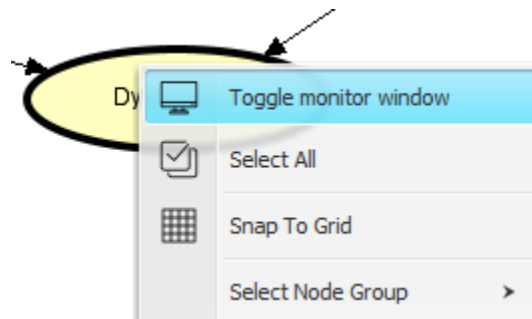 Dy
Toggle monitor window
Select All
Snap To Grid
Select Node Group